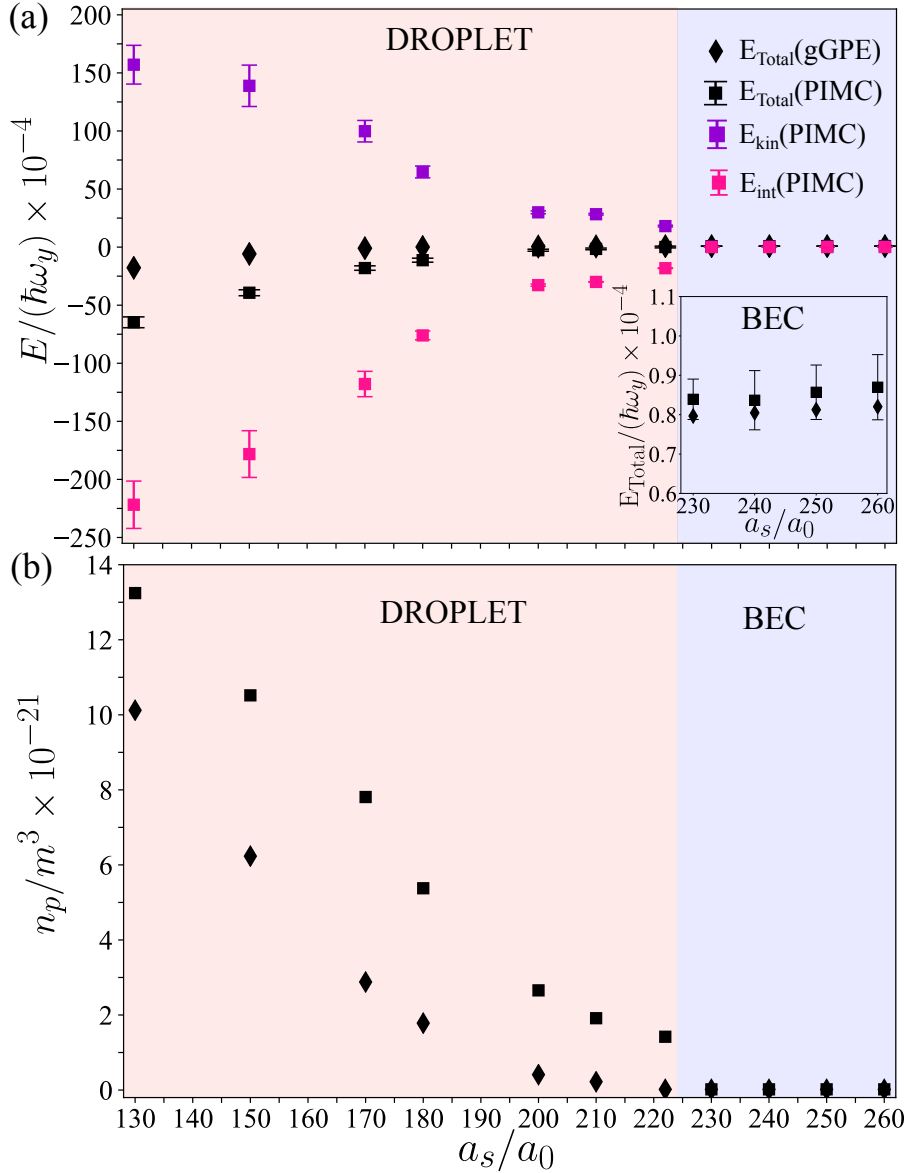 (a)
DROPLET
E_Total(gGPE)
E_Total(PIMC)
E_kin(PIMC)
E_int(PIMC)
E/(ħω_y) × 10^−4
200
150
100
50
0
−50
−100
−150
−200
−250
BEC
E_Total/(ħω_y) × 10^−4
1.1
1.0
0.9
0.8
0.7
0.6
230 240 250 260
a_s/a_0
(b)
DROPLET
BEC
n_p/m^3 × 10^−21
14
12
10
8
6
4
2
0
130 140 150 160 170 180 190 200 210 220 230 240 250 260
a_s/a_0